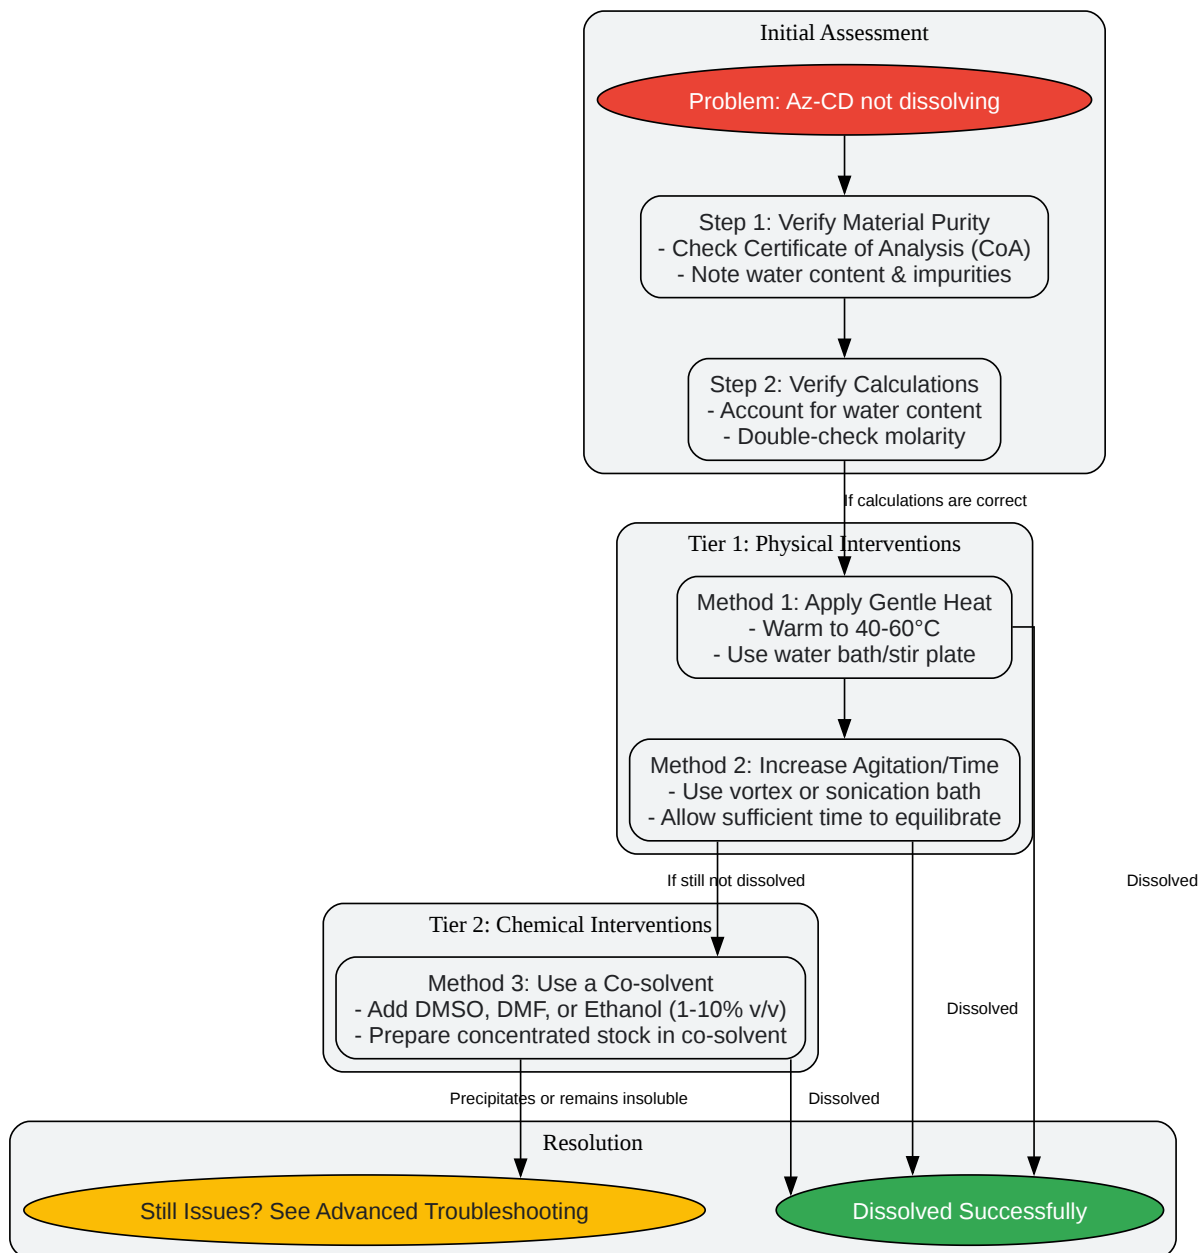 Initial Assessment
Problem: Az-CD not dissolving
Step 1: Verify Material Purity
- Check Certificate of Analysis (CoA)
- Note water content & impurities
Step 2: Verify Calculations
- Account for water content
- Double-check molarity
If calculations are correct
Tier 1: Physical Interventions
Method 1: Apply Gentle Heat
- Warm to 40-60°C
- Use water bath/stir plate
Method 2: Increase Agitation/Time
- Use vortex or sonication bath
- Allow sufficient time to equilibrate
If still not dissolved
Dissolved
Tier 2: Chemical Interventions
Method 3: Use a Co-solvent
- Add DMSO, DMF, or Ethanol (1-10% v/v)
- Prepare concentrated stock in co-solvent
Dissolved
Precipitates or remains insoluble
Dissolved
Resolution
Still Issues? See Advanced Troubleshooting
Dissolved Successfully